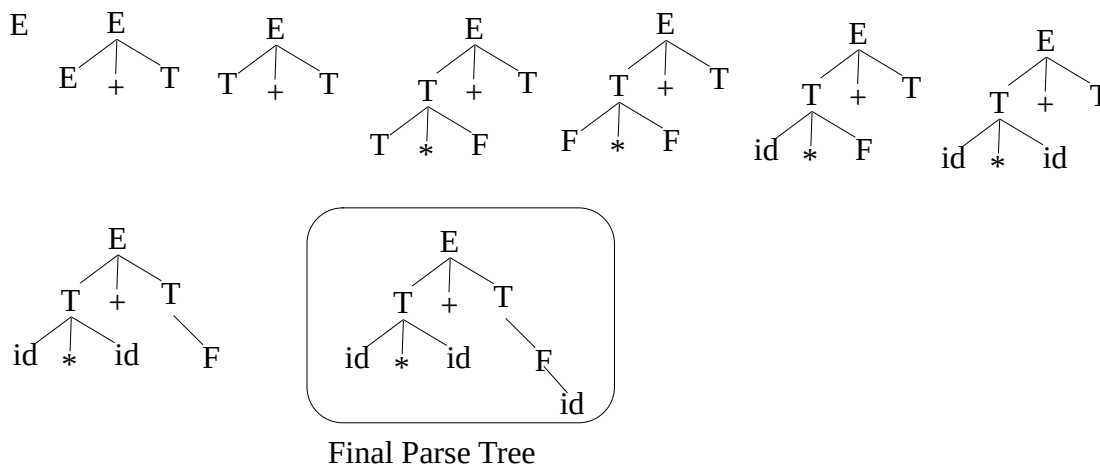 E
E
E + T
E
T + T
E
T + T
T * F
E
T + T
F * F
E
T + T
id * F
E
T + T
id * id
E
T + T
id * id F
E
T + T
id * id F
id
Final Parse Tree